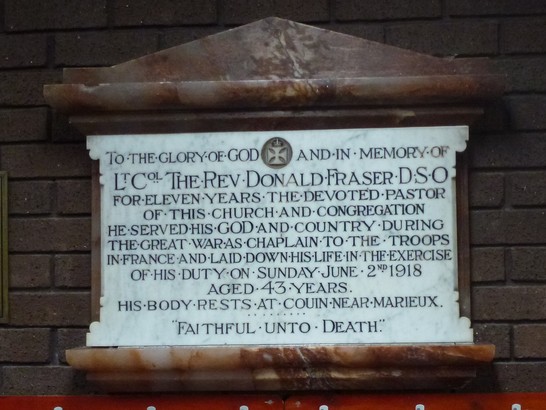 TO·THE·GLORY·OF·GOD AND·IN·MEMORY·OF
LT COL·THE·REV·DONALD·FRASER·D·S·O
FOR·ELEVEN·YEARS·THE·DEVOTED·PASTOR
OF·THIS·CHURCH·AND·CONGREGATION
HE·SERVED·HIS·GOD·AND·COUNTRY·DURING
THE·GREAT·WAR·AS·CHAPLAIN·TO·THE·TROOPS
IN·FRANCE·AND·LAID·DOWN·HIS·LIFE·IN·THE·EXERCISE
OF·HIS·DUTY·ON·SUNDAY·JUNE·2ND 1918
AGED·43·YEARS.
HIS·BODY·RESTS·AT·COUIN·NEAR·MARIEUX.
"FAITHFUL·UNTO·DEATH."